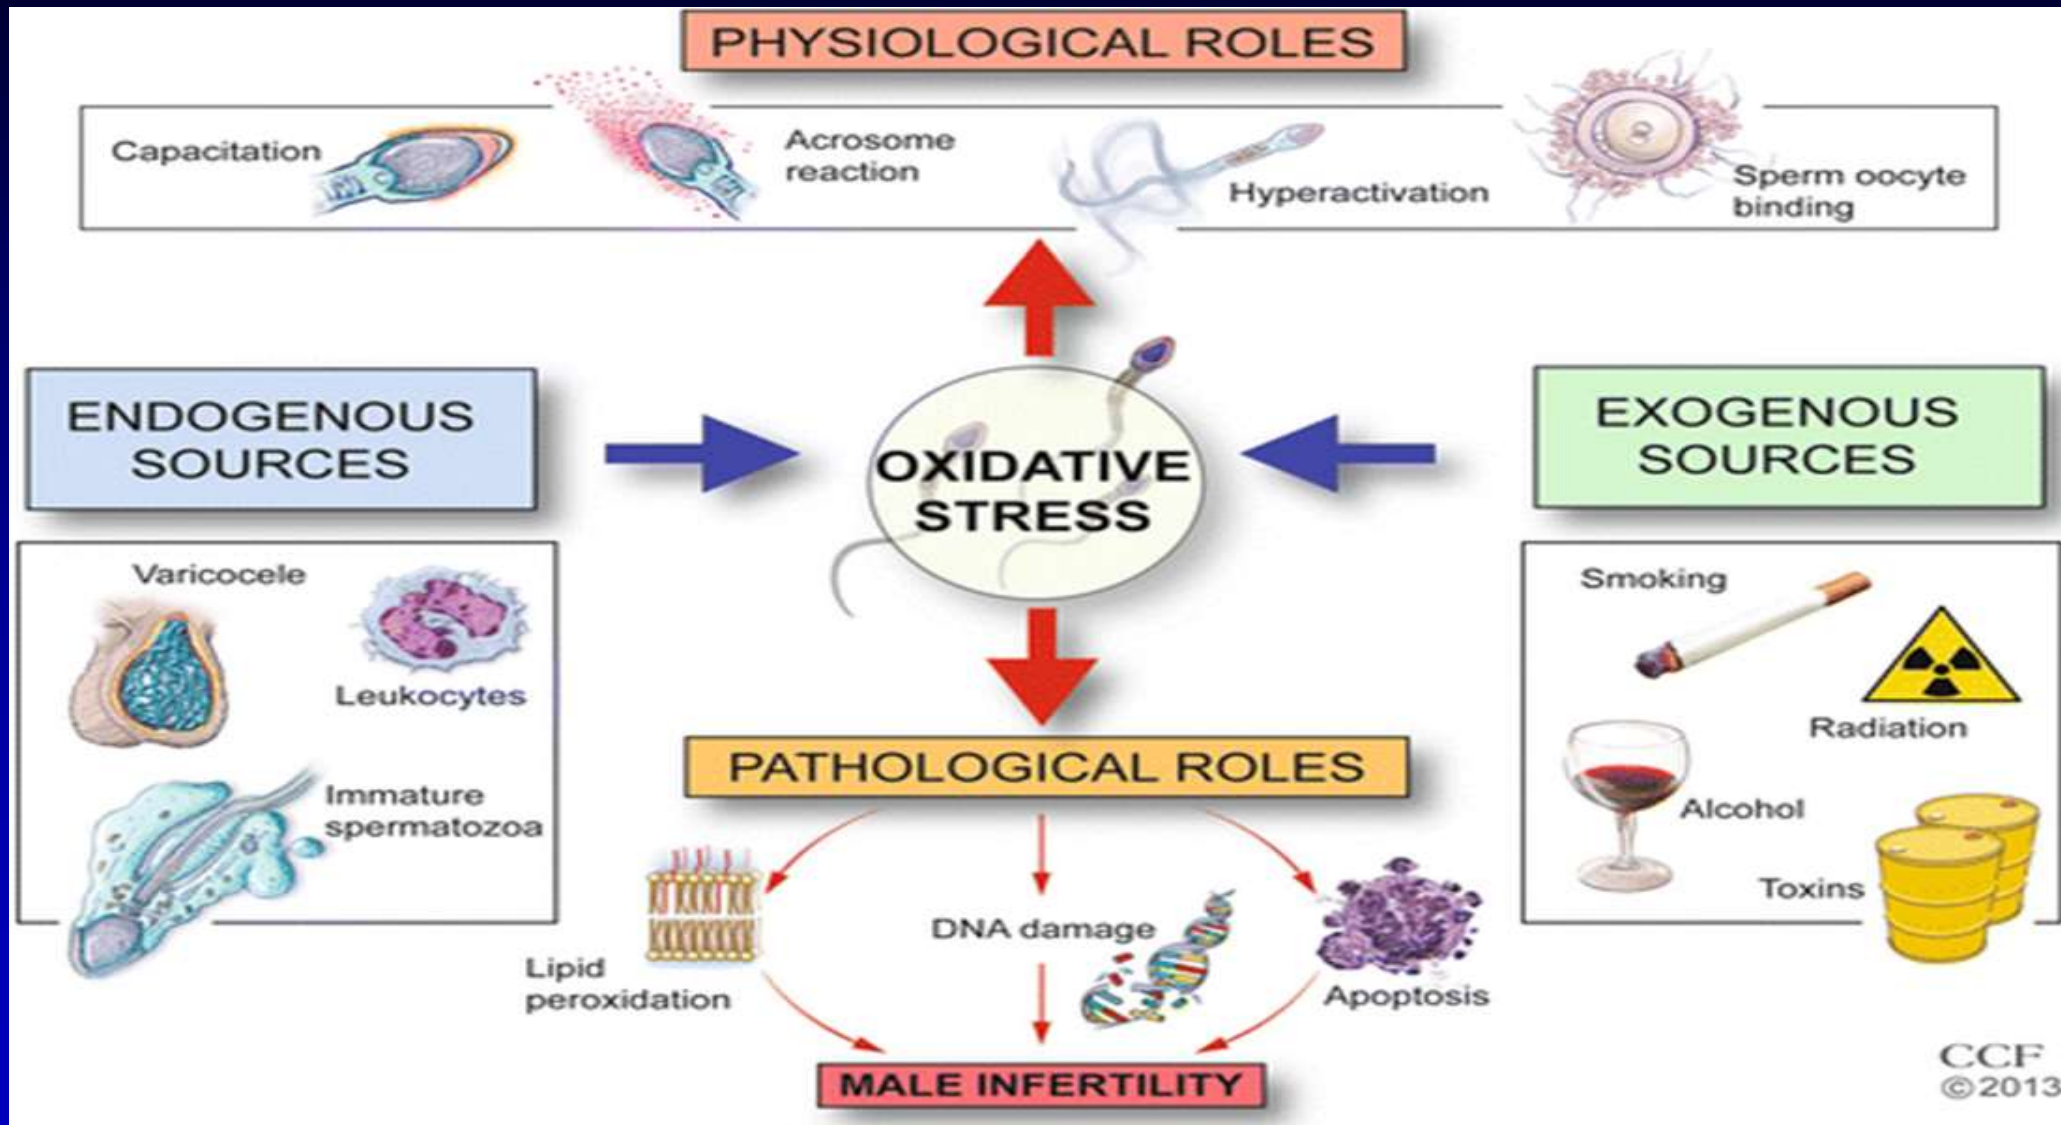 PHYSIOLOGICAL ROLES
Capacitation
Acrosome
reaction
Hyperactivation
Sperm oocyte
binding
ENDOGENOUS
SOURCES
OXIDATIVE
STRESS
EXOGENOUS
SOURCES
Varicocele
Leukocytes
Immature
spermatozoa
Smoking
Radiation
Alcohol
Toxins
PATHOLOGICAL ROLES
Lipid
peroxidation
DNA damage
Apoptosis
MALE INFERTILITY
CCF
©2013